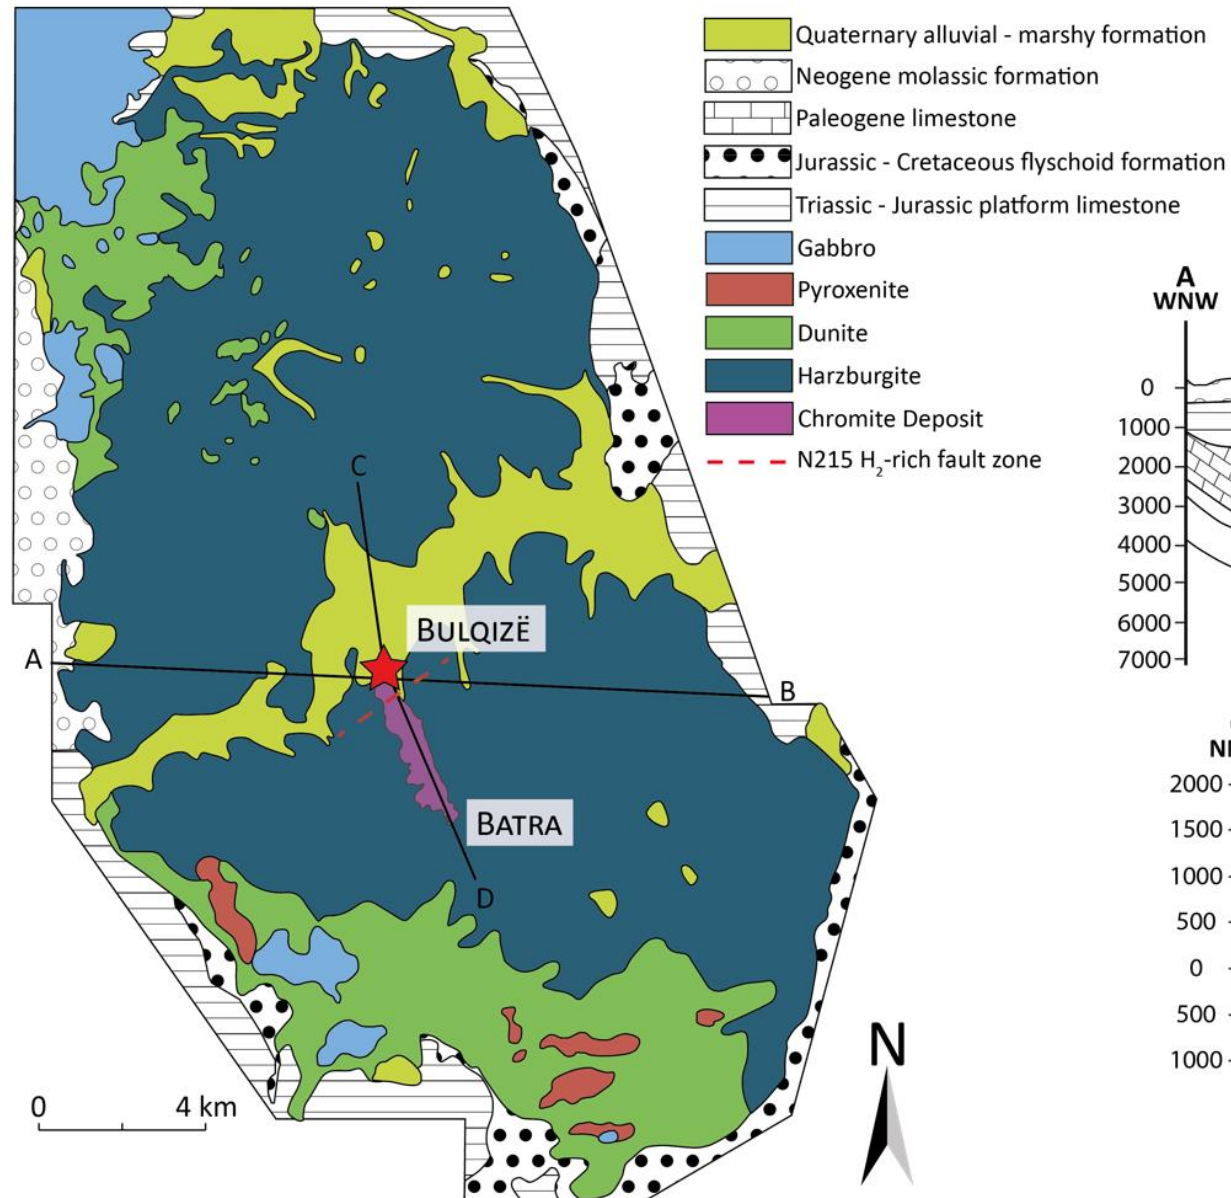 Quaternary alluvial - marshy formation
Neogene molassic formation
Paleogene limestone
Jurassic - Cretaceous flyschoid formation
Triassic - Jurassic platform limestone
Gabbro
Pyroxenite
Dunite
Harzburgite
Chromite Deposit
N215 H₂-rich fault zone
A
WNW
0
1000
2000
3000
4000
5000
6000
7000
2000
1500
1000
500
0
500
1000
C
BULQIZË
A
B
BATRA
D
N
0 4 km